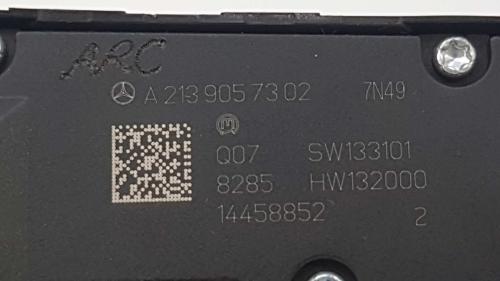 ARC
A 213 905 73 02 7N49
Q07 SW133101
8285 HW132000
14458852 2